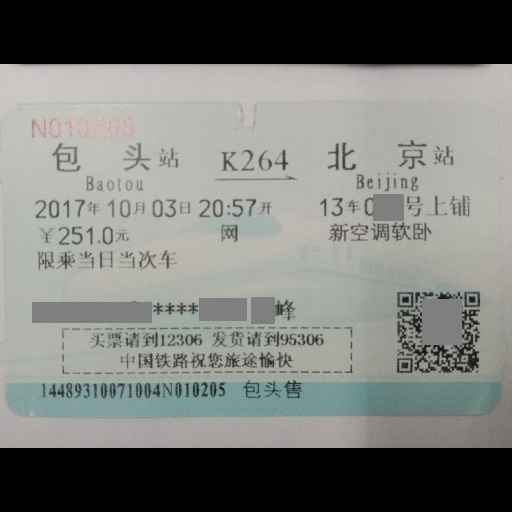 N010205
包 头站 K264 北 京站
Baotou Beijing
2017年10月03日20:57开 13车0 号上铺
￥251.0元 网 新空调软卧
限乘当日当次车
**** 峰
买票请到12306 发货请到95306
中国铁路祝您旅途愉快
14489310071004N010205 包头售